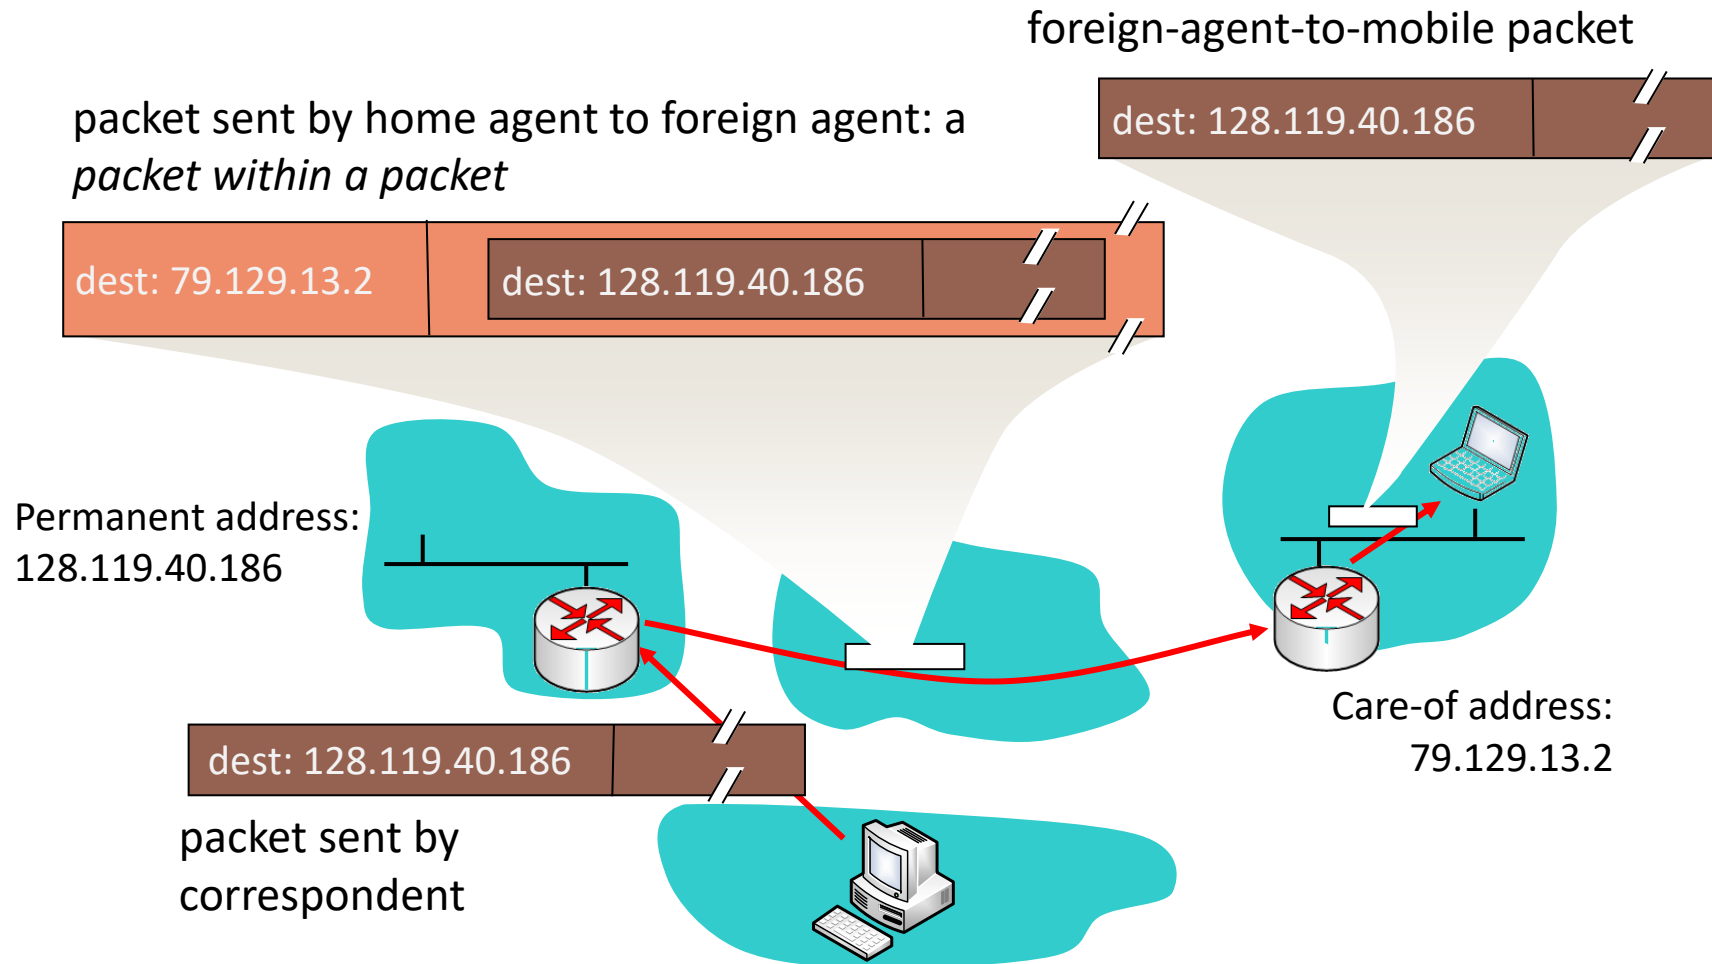 foreign-agent-to-mobile packet
dest: 128.119.40.186
packet sent by home agent to foreign agent: a
packet within a packet
dest: 79.129.13.2
dest: 128.119.40.186
Permanent address:
128.119.40.186
Care-of address:
79.129.13.2
dest: 128.119.40.186
packet sent by
correspondent